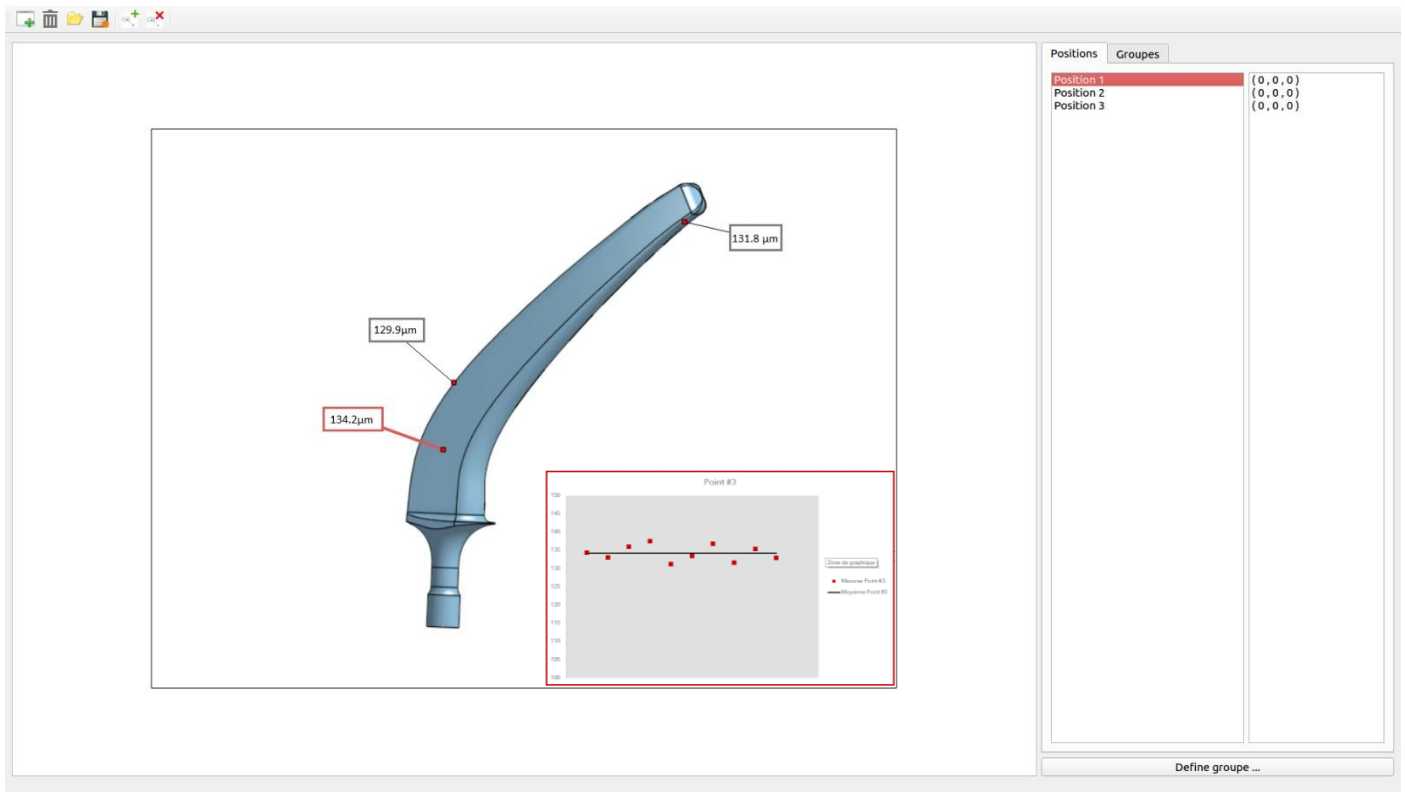 Positions
Groupes
Position 1
(0,0,0)
Position 2
(0,0,0)
Position 3
(0,0,0)
131.8 µm
129.9µm
134.2µm
Point #3
150
145
140
135
130
125
120
115
110
105
100
Zone de graphique
Mesures Point #3
Moyenne Point #3
Define groupe ...